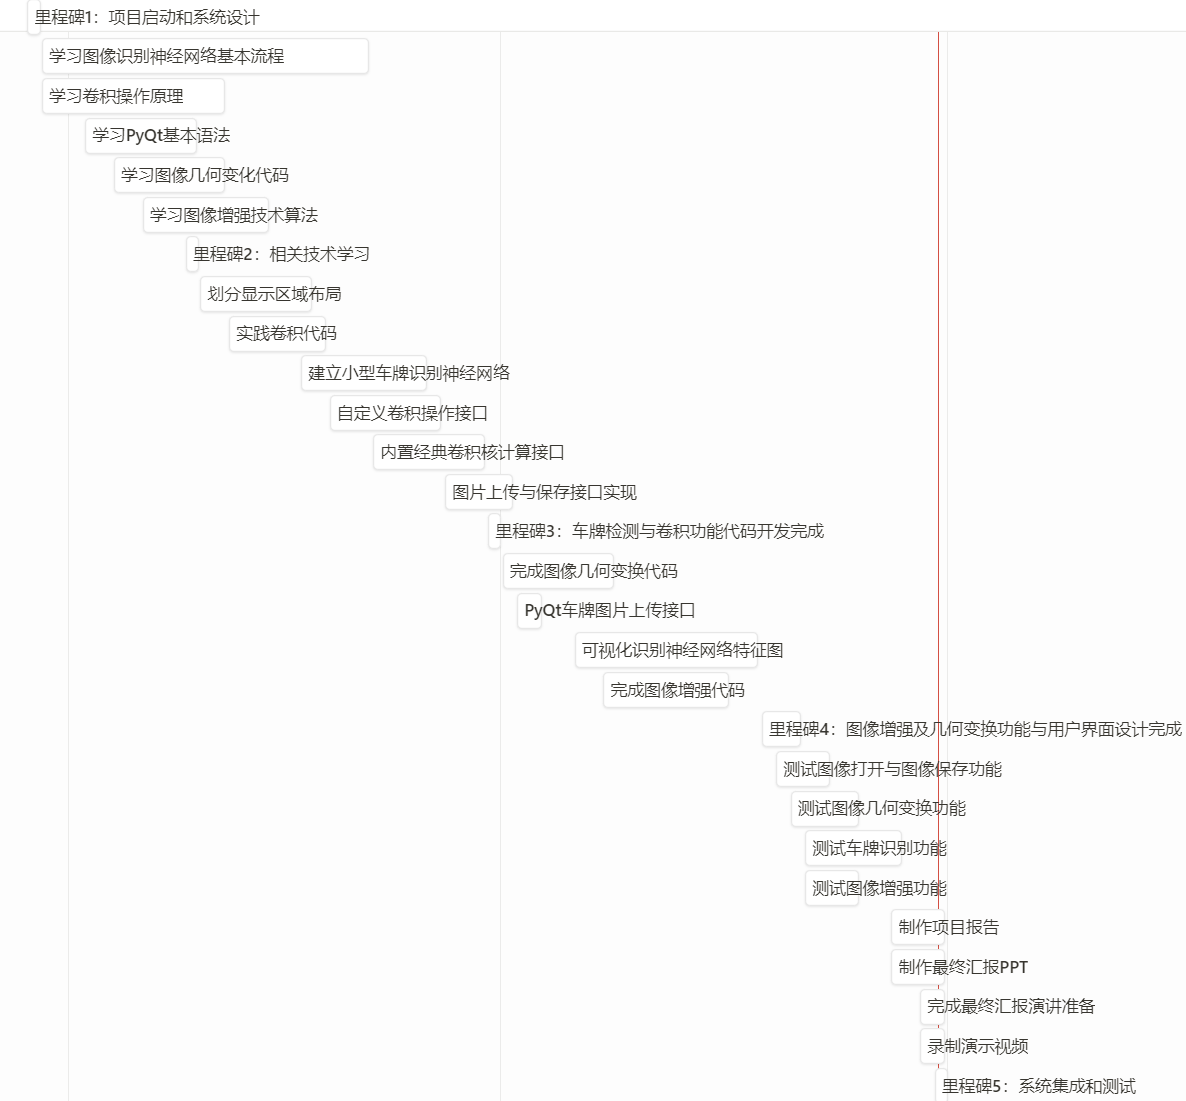 里程碑1：项目启动和系统设计
学习图像识别神经网络基本流程
学习卷积操作原理
学习PyQt基本语法
学习图像几何变化代码
学习图像增强技术算法
里程碑2：相关技术学习
划分显示区域布局
实践卷积代码
建立小型车牌识别神经网络
自定义卷积操作接口
内置经典卷积核计算接口
图片上传与保存接口实现
里程碑3：车牌检测与卷积功能代码开发完成
完成图像几何变换代码
PyQt车牌图片上传接口
可视化识别神经网络特征图
完成图像增强代码
里程碑4：图像增强及几何变换功能与用户界面设计完成
测试图像打开与图像保存功能
测试图像几何变换功能
测试车牌识别功能
测试图像增强功能
制作项目报告
制作最终汇报PPT
完成最终汇报演讲准备
录制演示视频
里程碑5：系统集成和测试